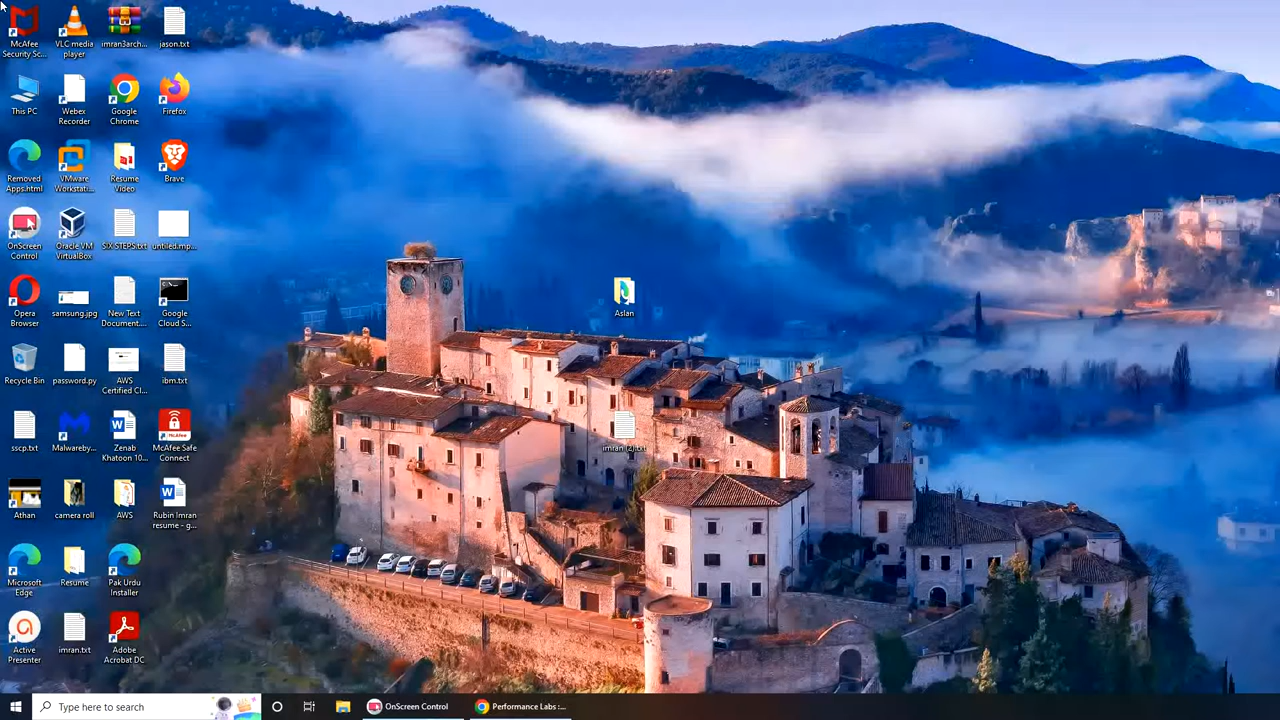 McAfee
Security Sc...
VLC media
player
imran3arch...
jason.txt
This PC
Webex
Recorder
Google
Chrome
Firefox
Removed
Apps.html
VMware
Workstati...
Resume
Video
Brave
OnScreen
Control
Oracle VM
VirtualBox
SIX STEPS.txt
untiled.mp...
Opera
Browser
samsung.jpg
New Text
Document....
Google
Cloud S...
Aslan
Recycle Bin
password.py
AWS
Certified Cl...
ibm.txt
sscp.txt
Malwareby...
Zenab
Khatoon 10...
McAfee Safe
Connect
imran (2).txt
Athan
camera roll
AWS
Rubin Imran
resume - g...
Microsoft
Edge
Resume
Pak Urdu
Installer
Active
Presenter
imran.txt
Adobe
Acrobat DC
Type here to search
OnScreen Control
Performance Labs :...